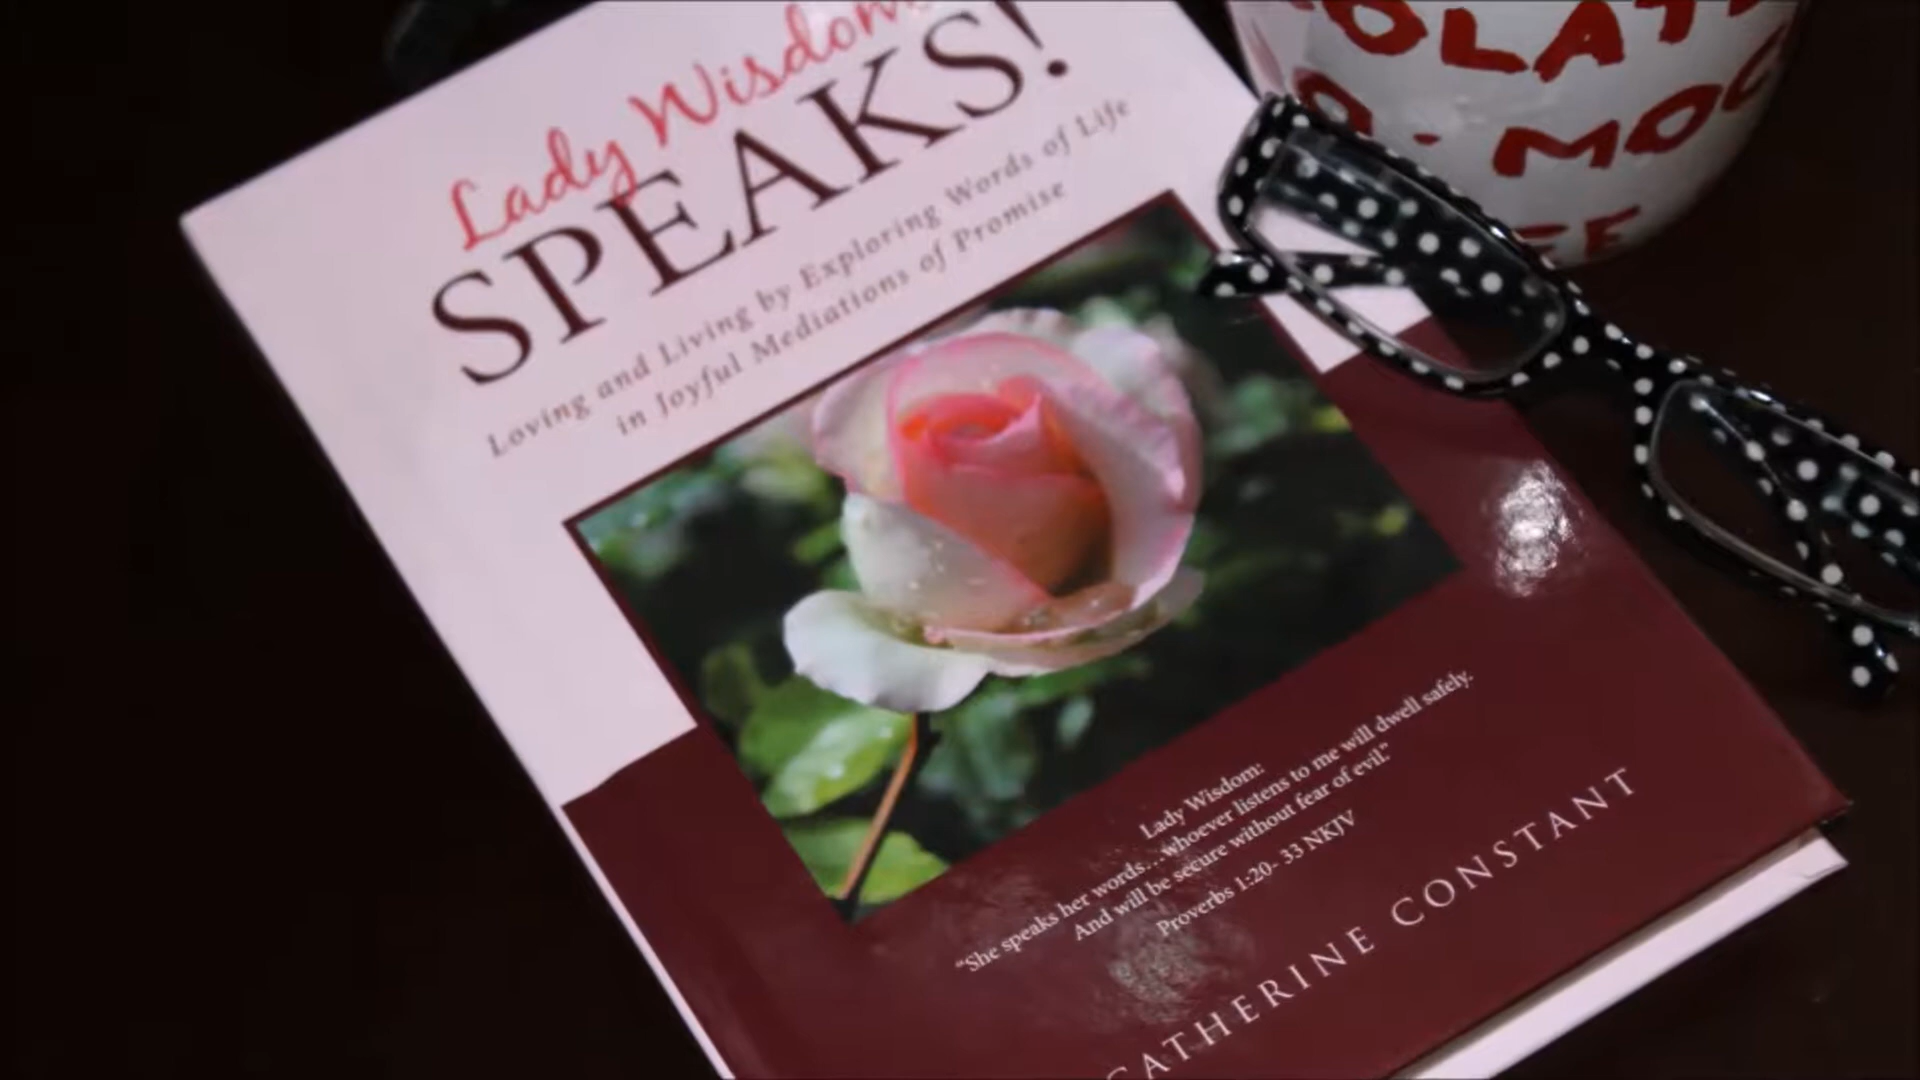 Lady Wisdom
SPEAKS!
Loving and Living by Exploring Words of Life
in Joyful Mediations of Promise
Lady Wisdom:
“She speaks her words...whoever listens to me will dwell safely.
And will be secure without fear of evil.”
Proverbs 1:20- 33 NKJV
CATHERINE CONSTANT